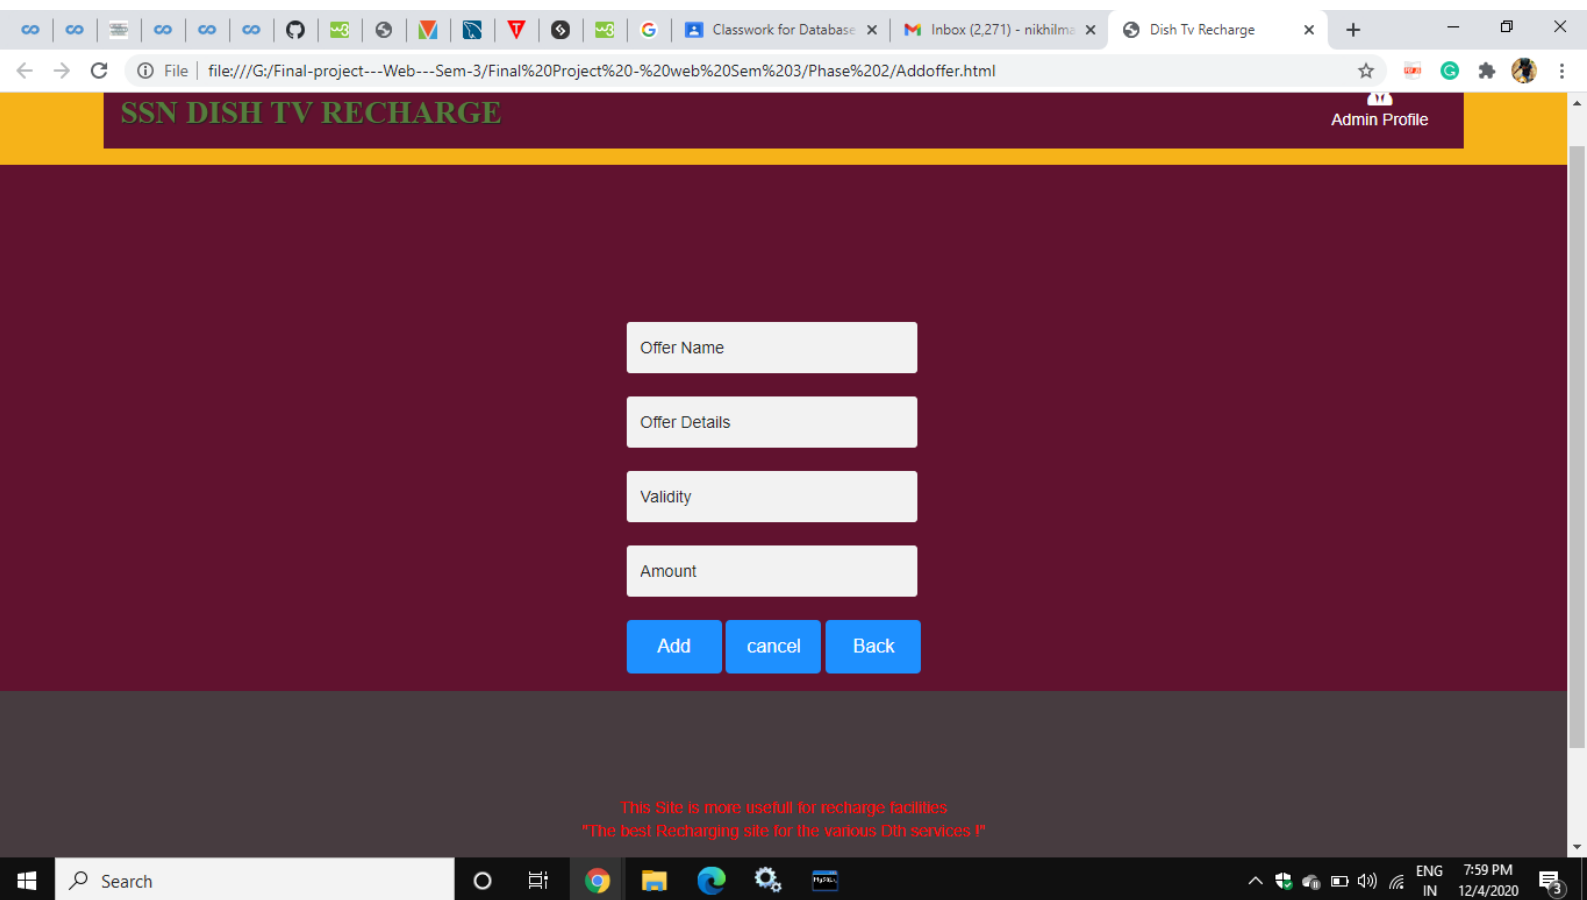 Classwork for Database
Inbox (2,271) - nikhilma
Dish Tv Recharge
File
file:///G:/Final-project---Web---Sem-3/Final%20Project%20-%20web%20Sem%203/Phase%202/Addoffer.html
SSN DISH TV RECHARGE
Admin Profile
Offer Name
Offer Details
Validity
Amount
Add cancel Back
This Site is more usefull for recharge facilities
"The best Recharging site for the various Dth services !"
Search
ENG
IN
7:59 PM
12/4/2020
3